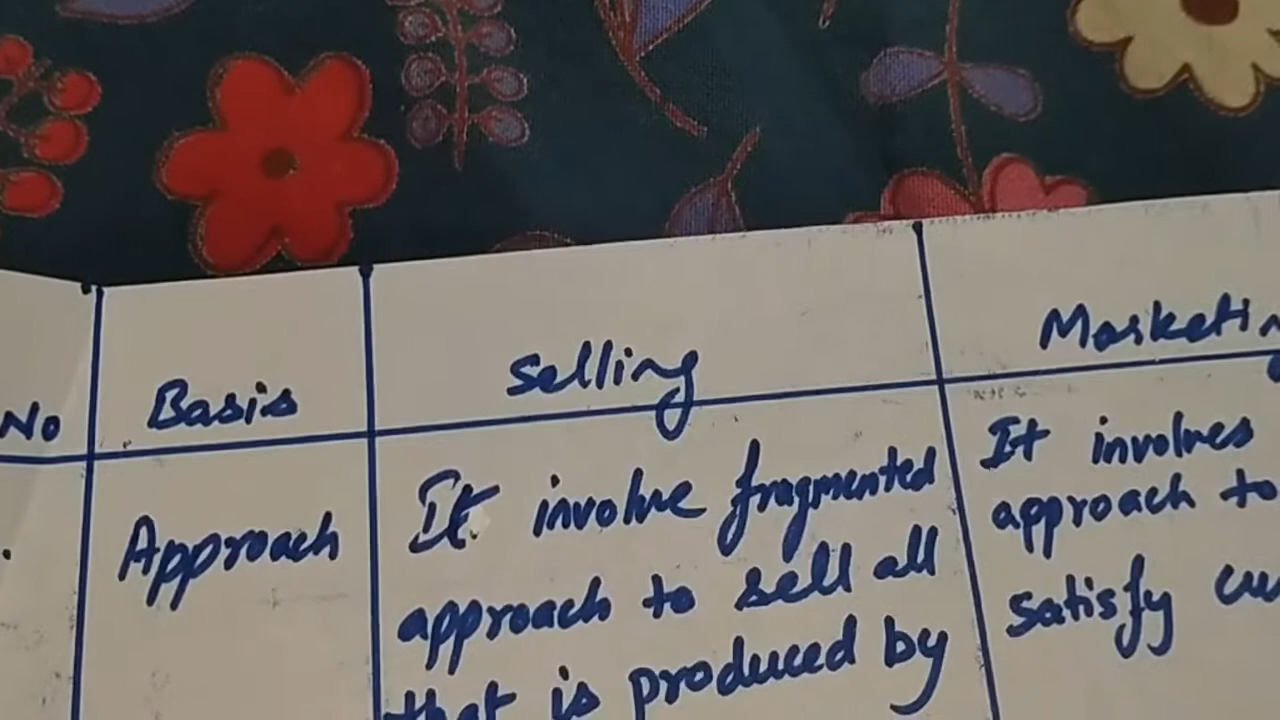 No
Basis
Selling
Approach
It involve fragmented
approach to sell all
that is produced by
It involves
approach to
satisfy